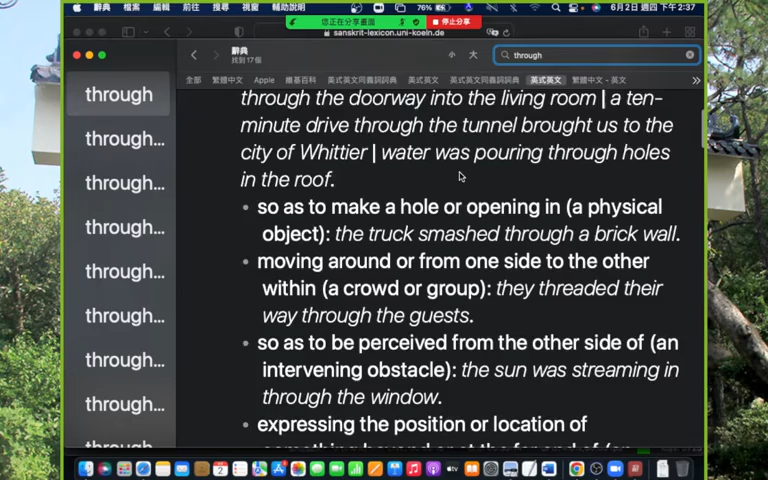 辭典 檔案 編輯 前往 搜尋 視窗 輔助說明 76% 6月2日 週四 下午 2:37
您正在分享畫面 停止分享
sanskrit-lexicon.uni-koeln.de
辭典
找到17個
小 大 through
全部 繁體中文 Apple 維基百科 美式英文同義詞詞典 美式英文 英式英文同義詞詞典 英式英文 繁體中文 - 英文
through
through...
through...
through...
through...
through...
through...
through...
through...
through the doorway into the living room | a ten-
minute drive through the tunnel brought us to the
city of Whittier | water was pouring through holes
in the roof.
• so as to make a hole or opening in (a physical
object): the truck smashed through a brick wall.
• moving around or from one side to the other
within (a crowd or group): they threaded their
way through the guests.
• so as to be perceived from the other side of (an
intervening obstacle): the sun was streaming in
through the window.
• expressing the position or location of